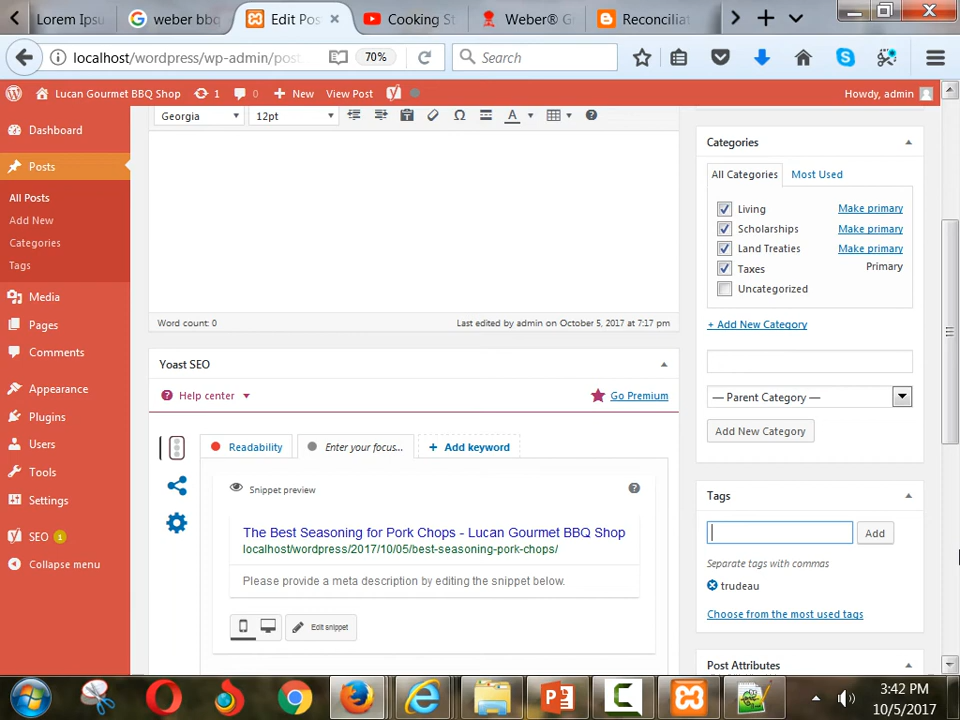 Lorem Ipsu
weber bbq
Edit Pos
Cooking St
Weber® G
Reconciliat
localhost/wordpress/wp-admin/post
70%
Search
Lucan Gourmet BBQ Shop
1
0
New
View Post
Howdy, admin
Dashboard
Posts
All Posts
Add New
Categories
Tags
Media
Pages
Comments
Appearance
Plugins
Users
Tools
Settings
SEO 1
Collapse menu
Georgia
12pt
A
Word count: 0
Last edited by admin on October 5, 2017 at 7:17 pm
Yoast SEO
Help center
Go Premium
Readability
Enter your focus...
+ Add keyword
Snippet preview
The Best Seasoning for Pork Chops - Lucan Gourmet BBQ Shop
localhost/wordpress/2017/10/05/best-seasoning-pork-chops/
Please provide a meta description by editing the snippet below.
Edit snippet
Categories
All Categories
Most Used
Living
Make primary
Scholarships
Make primary
Land Treaties
Make primary
Taxes
Primary
Uncategorized
+ Add New Category
— Parent Category —
Add New Category
Tags
Add
Separate tags with commas
trudeau
Choose from the most used tags
Post Attributes
3:42 PM
10/5/2017